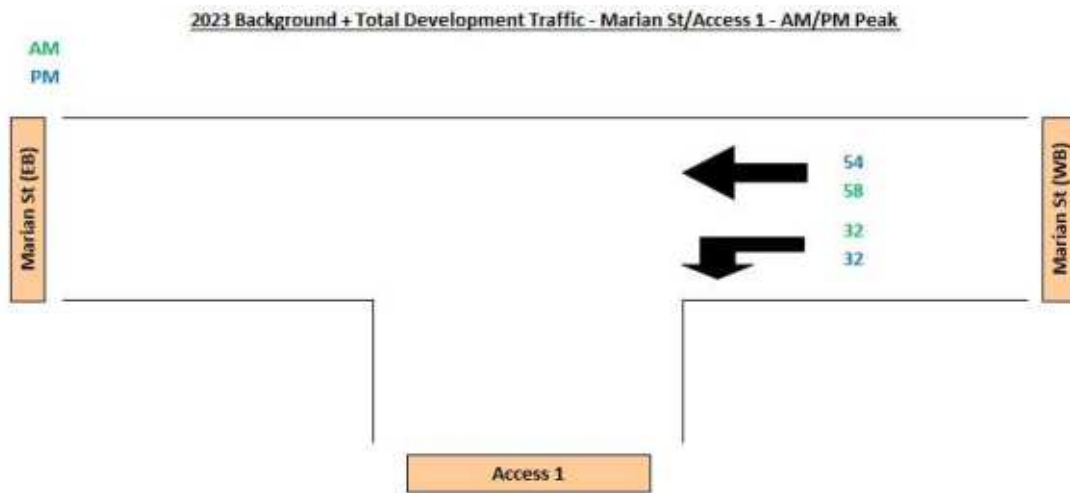 2023 Background + Total Development Traffic - Marian St/Access 1 - AM/PM Peak
AM
PM
Marian St (EB)
54
58
32
32
Marian St (WB)
Access 1